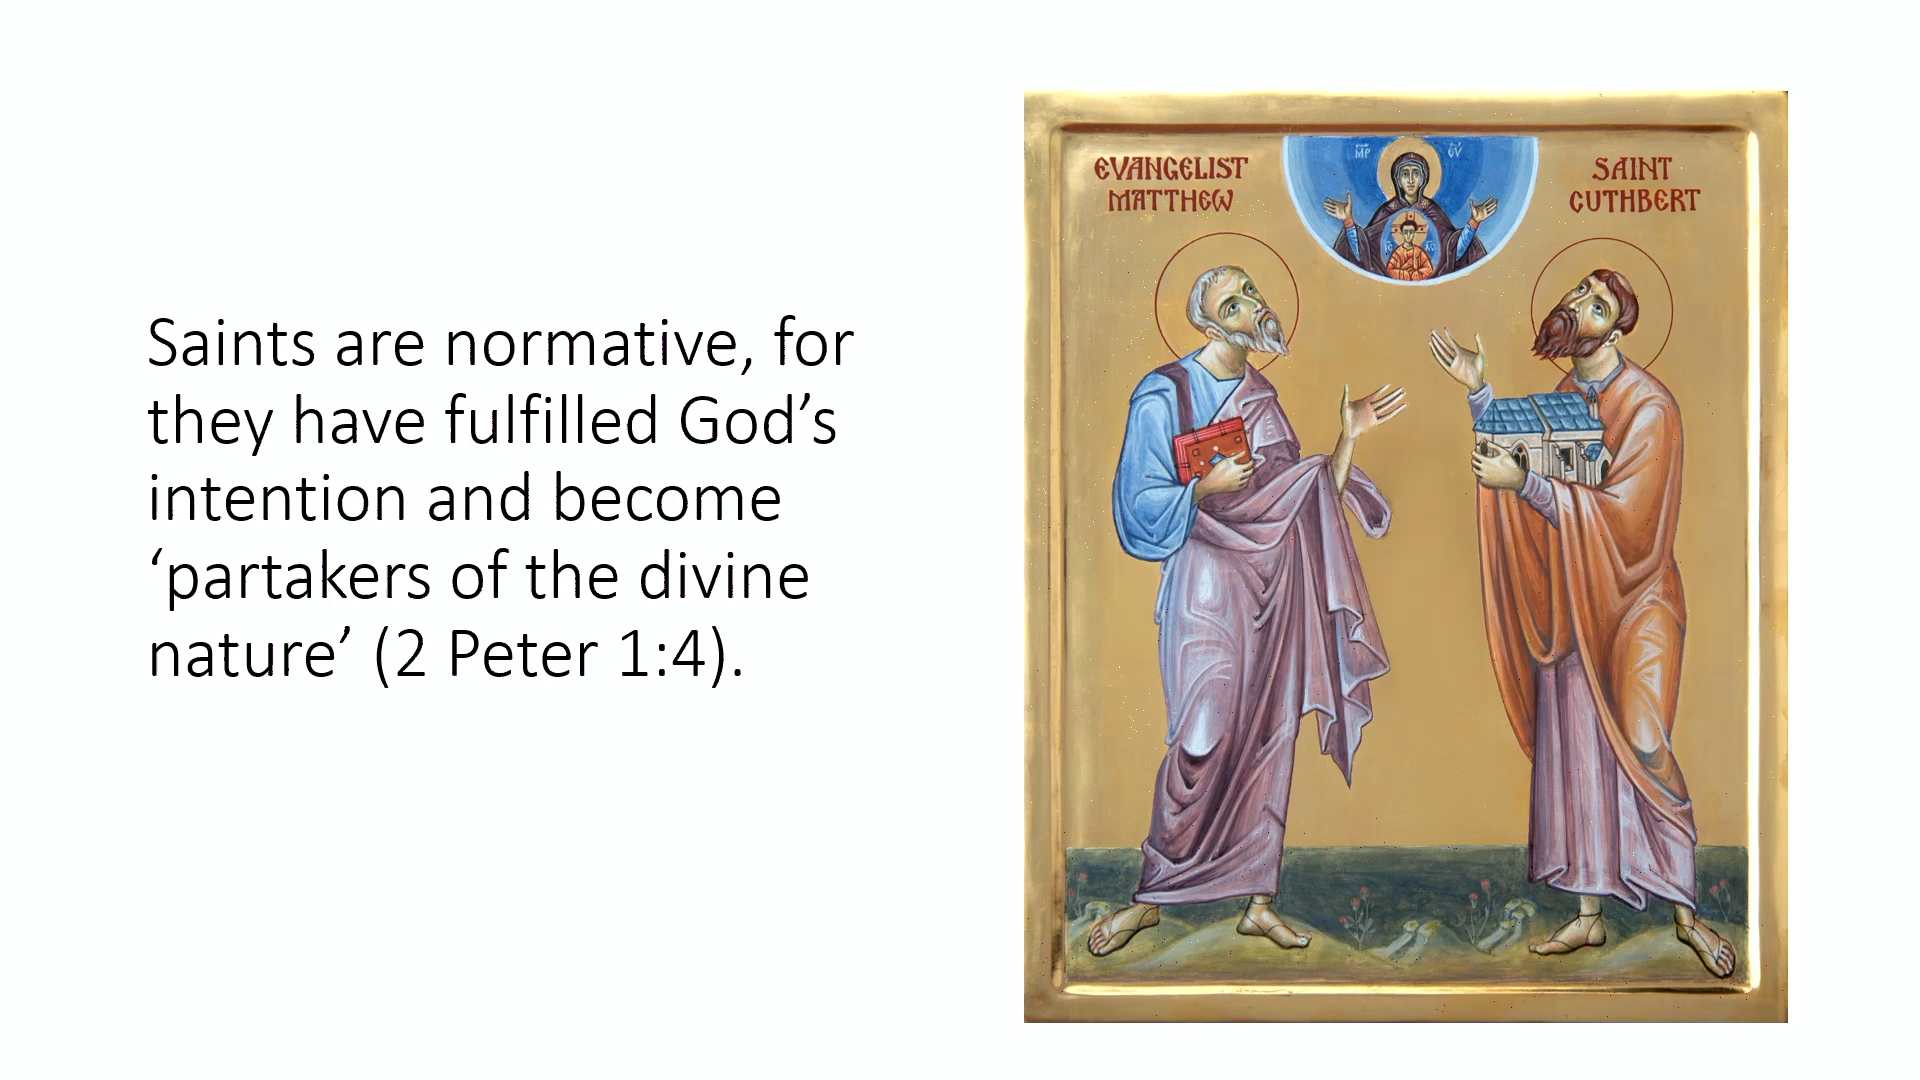 Saints are normative, for
they have fulfilled God’s
intention and become
‘partakers of the divine
nature’ (2 Peter 1:4).
EVANGELIST
MATTHEW
SAINT
CUTHBERT